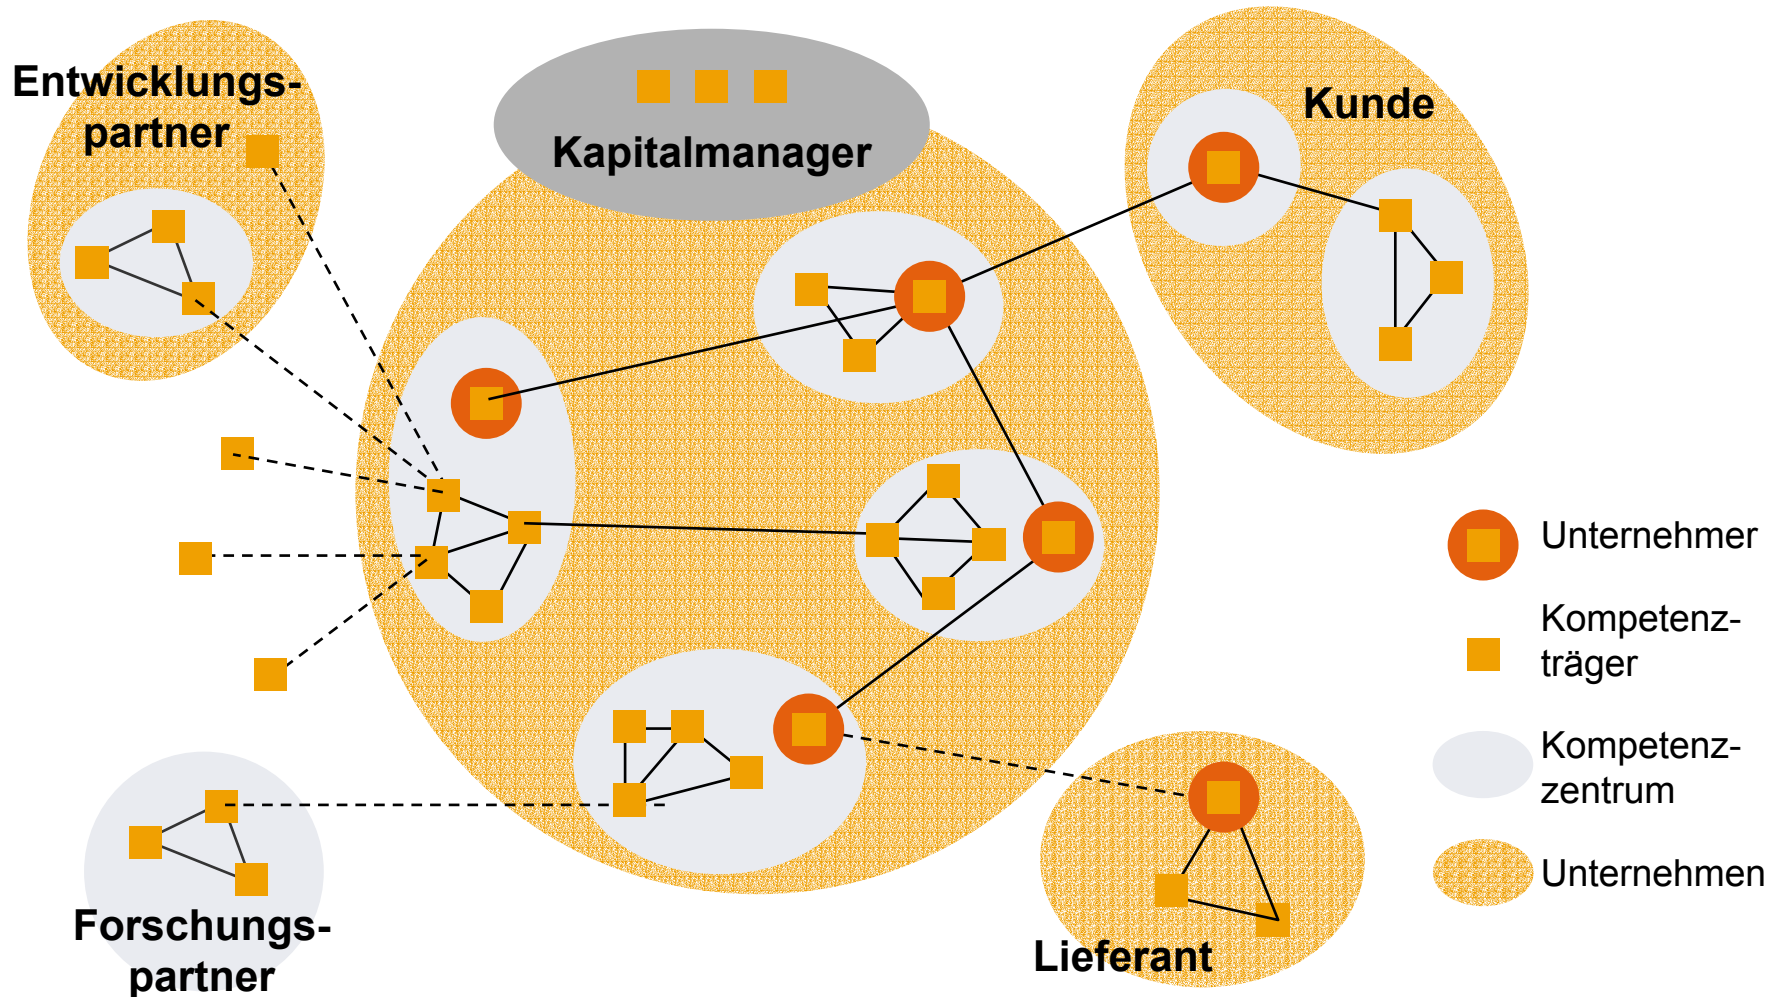 Entwicklungs-
partner
Kapitalmanager
Kunde
Unternehmer
Kompetenz-
träger
Kompetenz-
zentrum
Unternehmen
Forschungs-
partner
Lieferant